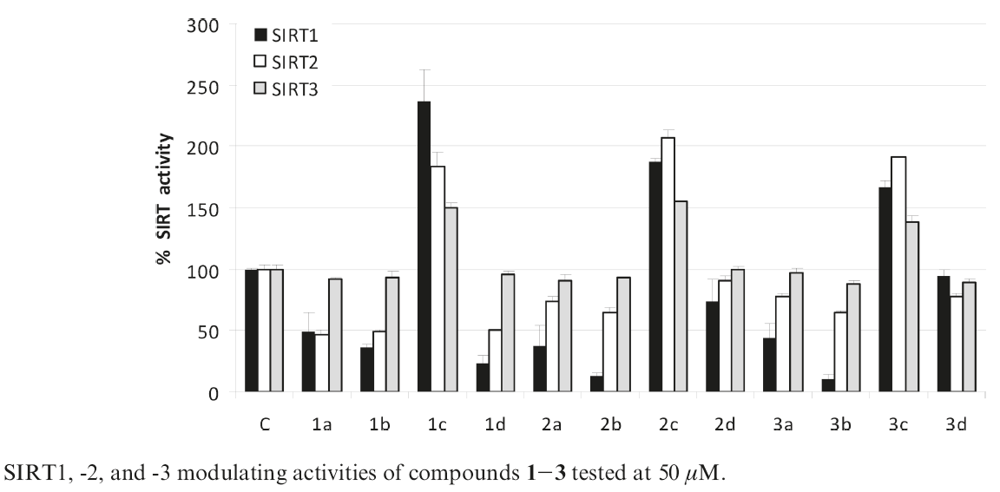 300
250
200
150
100
50
0
% SIRT activity
SIRT1
SIRT2
SIRT3
C 1a 1b 1c 1d 2a 2b 2c 2d 3a 3b 3c 3d
SIRT1, -2, and -3 modulating activities of compounds 1−3 tested at 50 μM.